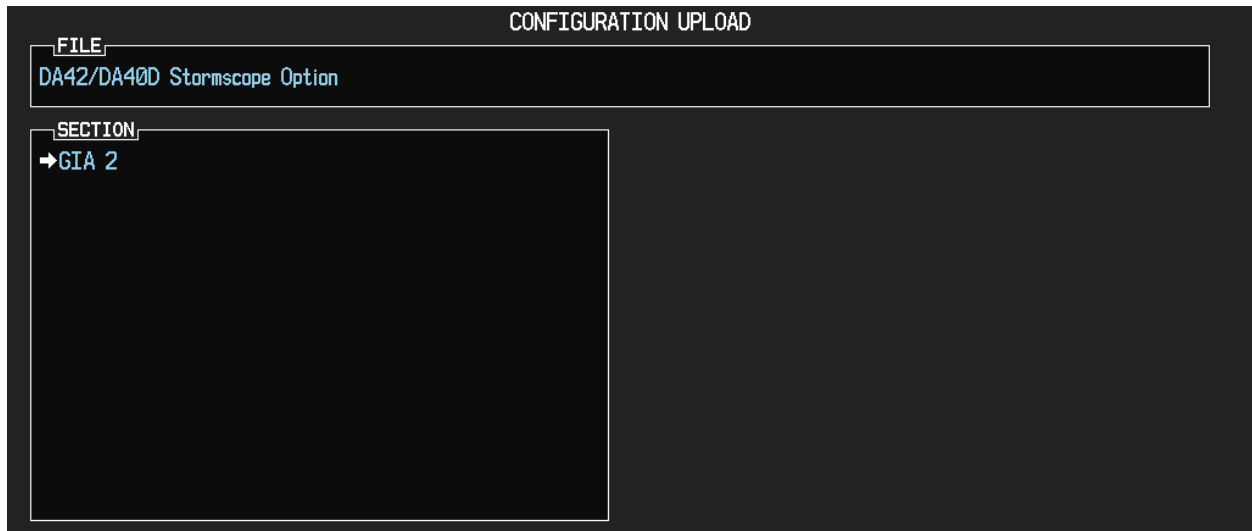 CONFIGURATION UPLOAD
FILE
DA42/DA40D Stormscope Option
SECTION
➔GIA 2